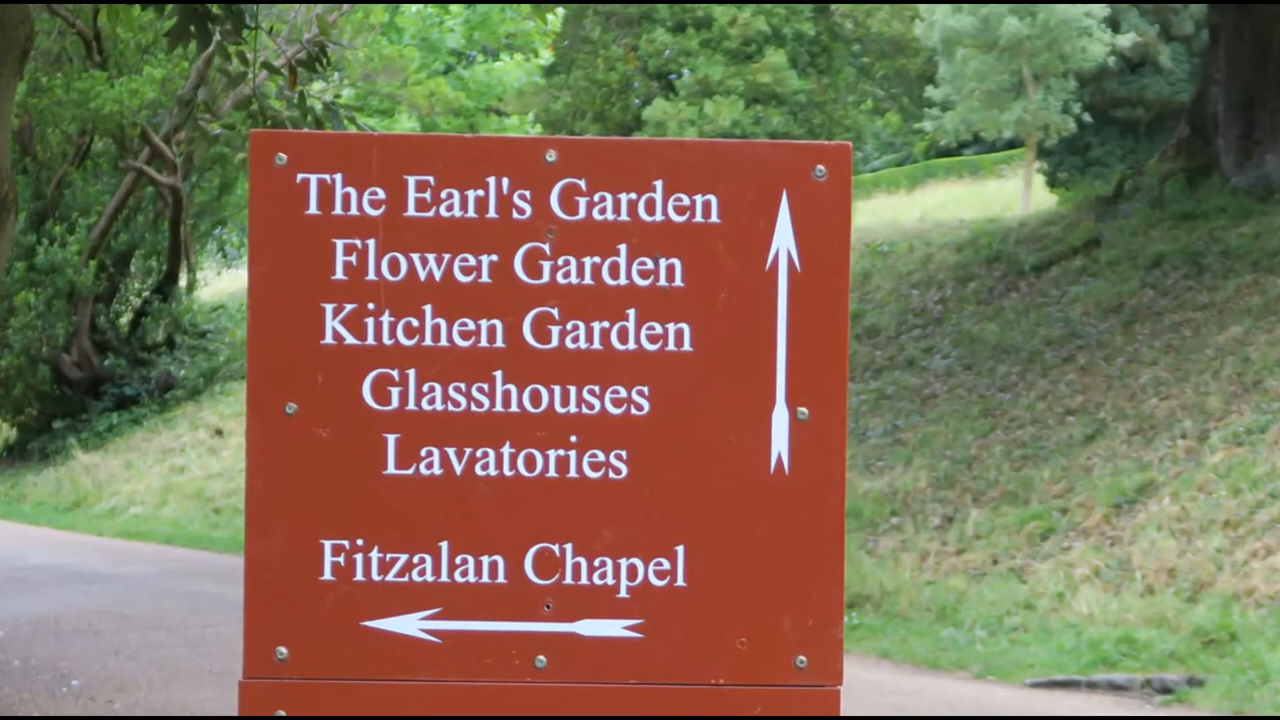 The Earl's Garden
Flower Garden
Kitchen Garden
Glasshouses
Lavatories
Fitzalan Chapel